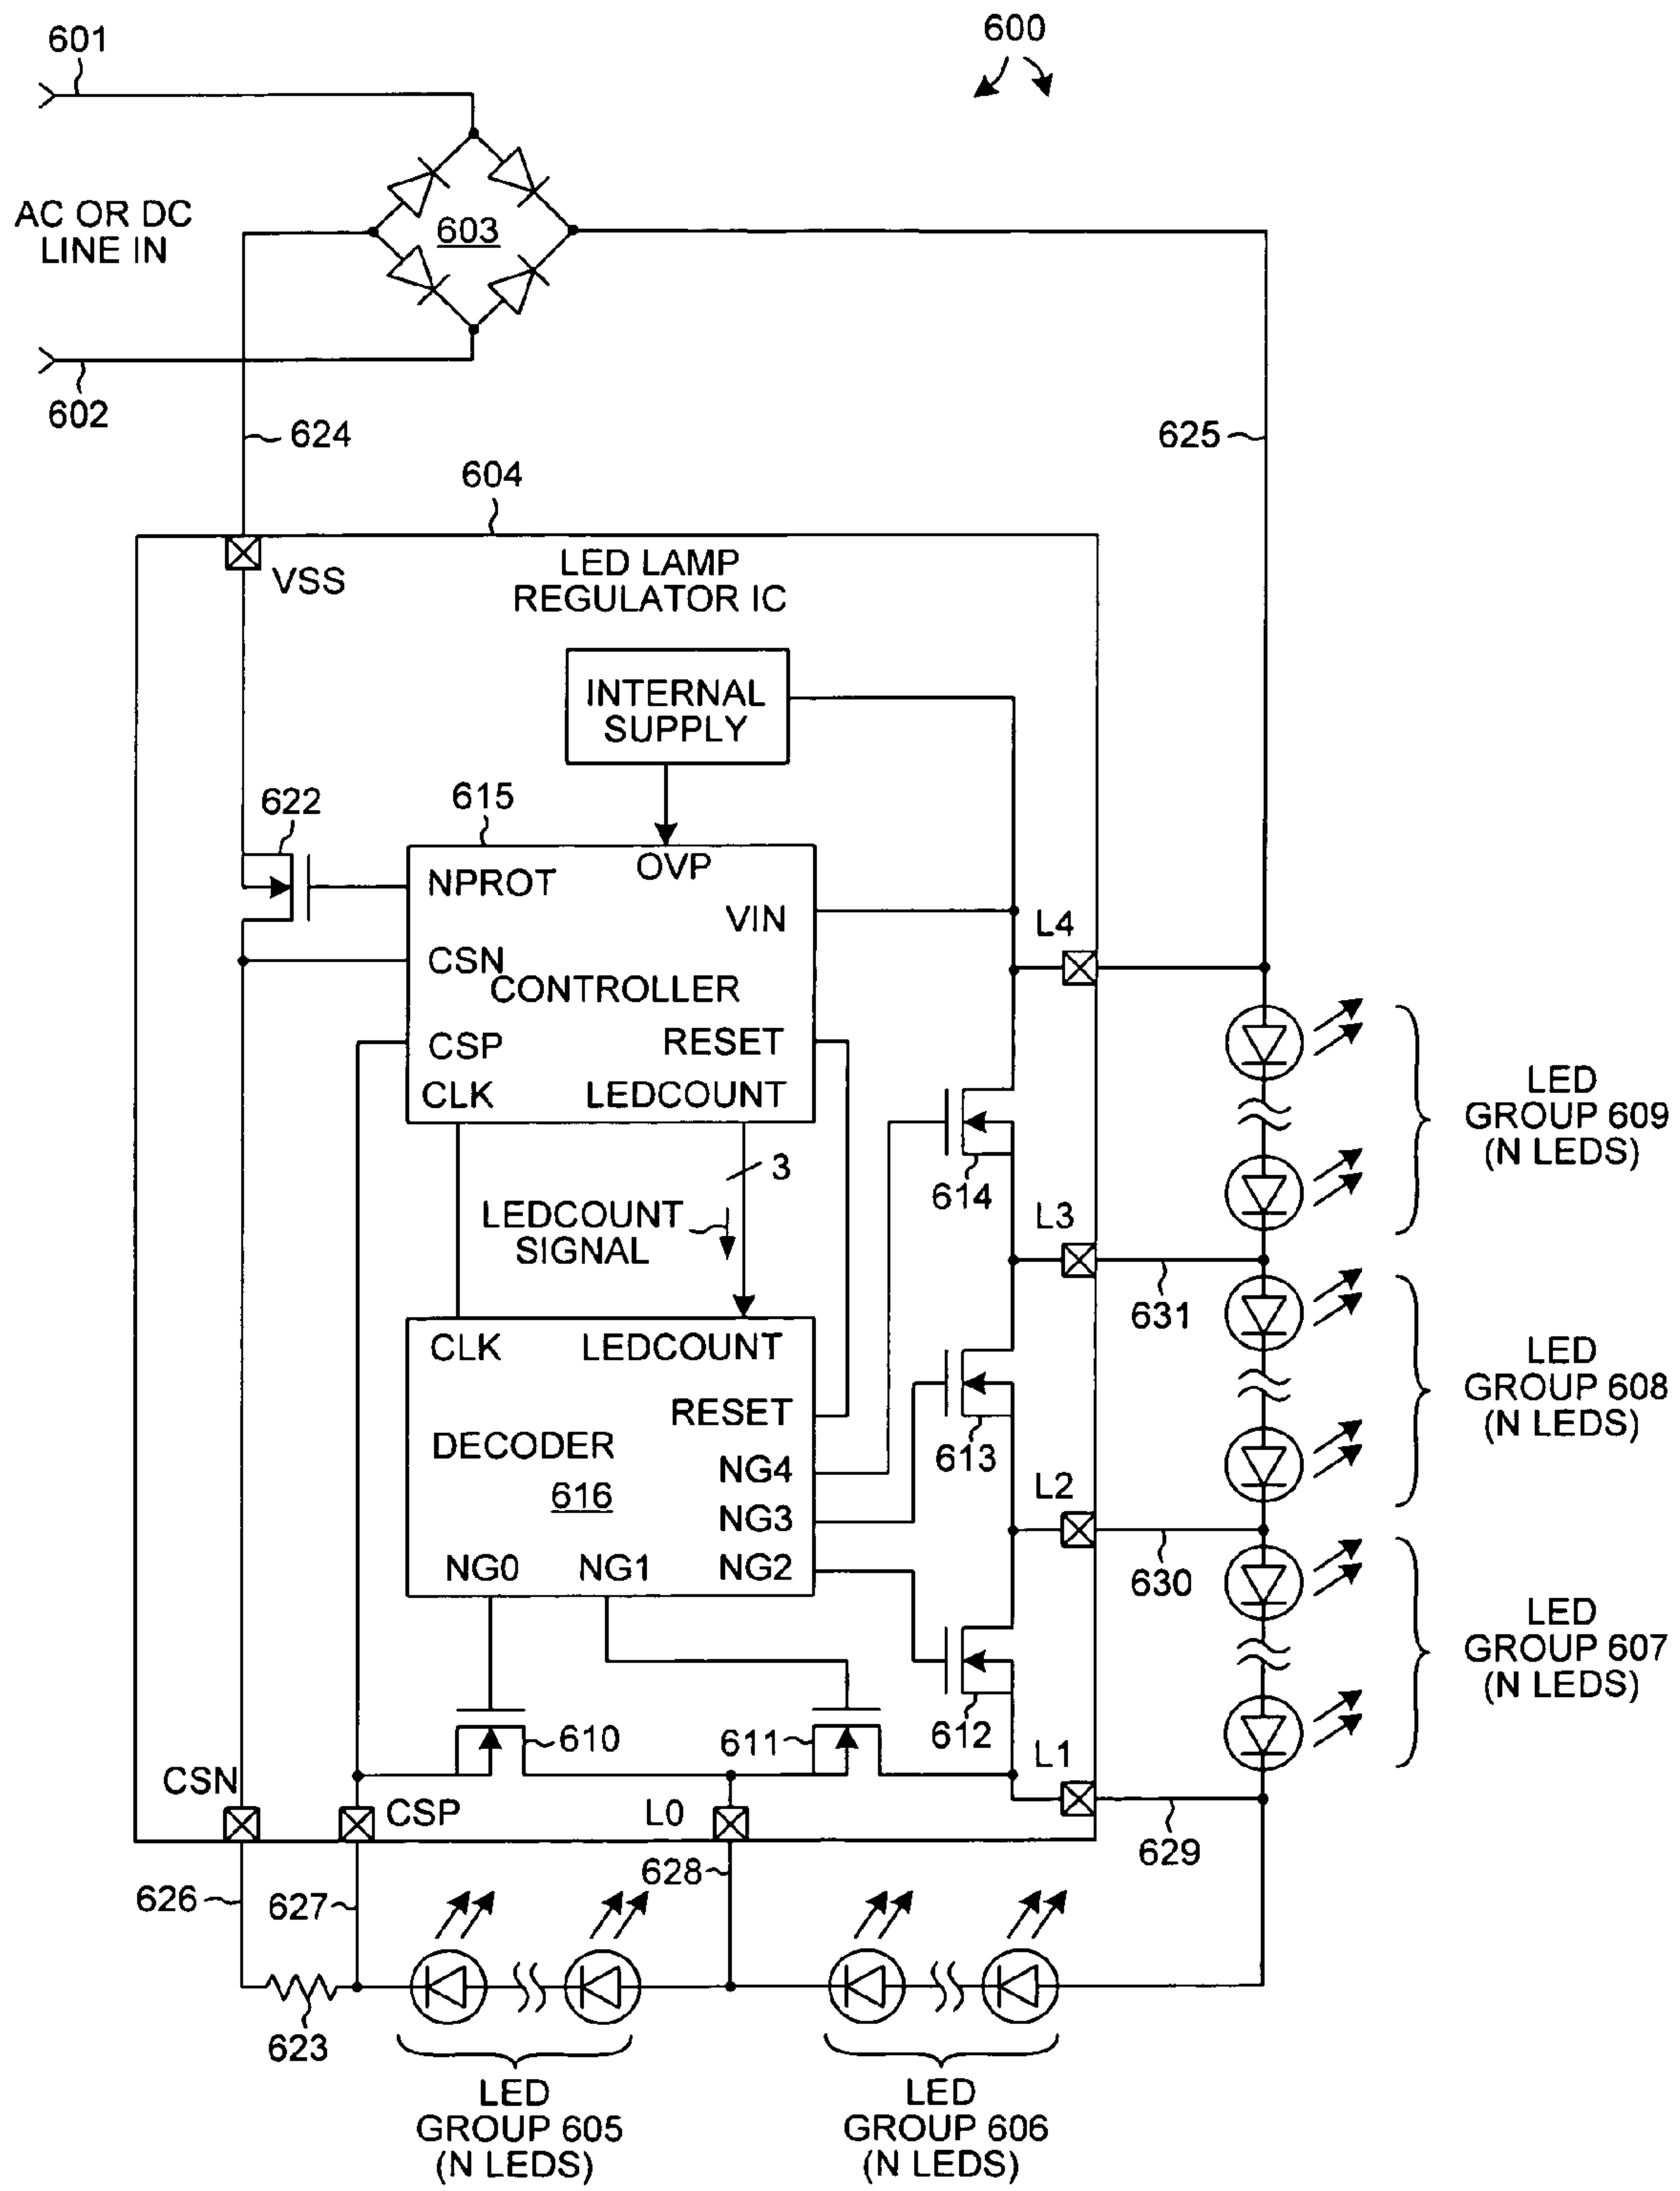 600
601
AC OR DC
LINE IN
603
602
624
625
604
VSS
LED LAMP
REGULATOR IC
INTERNAL
SUPPLY
622
615
NPROT
OVP
VIN
CSN
CONTROLLER
CSP
RESET
CLK
LEDCOUNT
L4
LED
GROUP 609
(N LEDS)
3
LEDCOUNT
SIGNAL
614
L3
631
CLK
LEDCOUNT
RESET
DECODER
616
NG4
NG3
NG2
NG0
NG1
613
L2
630
LED
GROUP 608
(N LEDS)
LED
GROUP 607
(N LEDS)
610
611
612
L1
629
CSN
CSP
L0
626
627
628
623
LED
GROUP 605
(N LEDS)
LED
GROUP 606
(N LEDS)